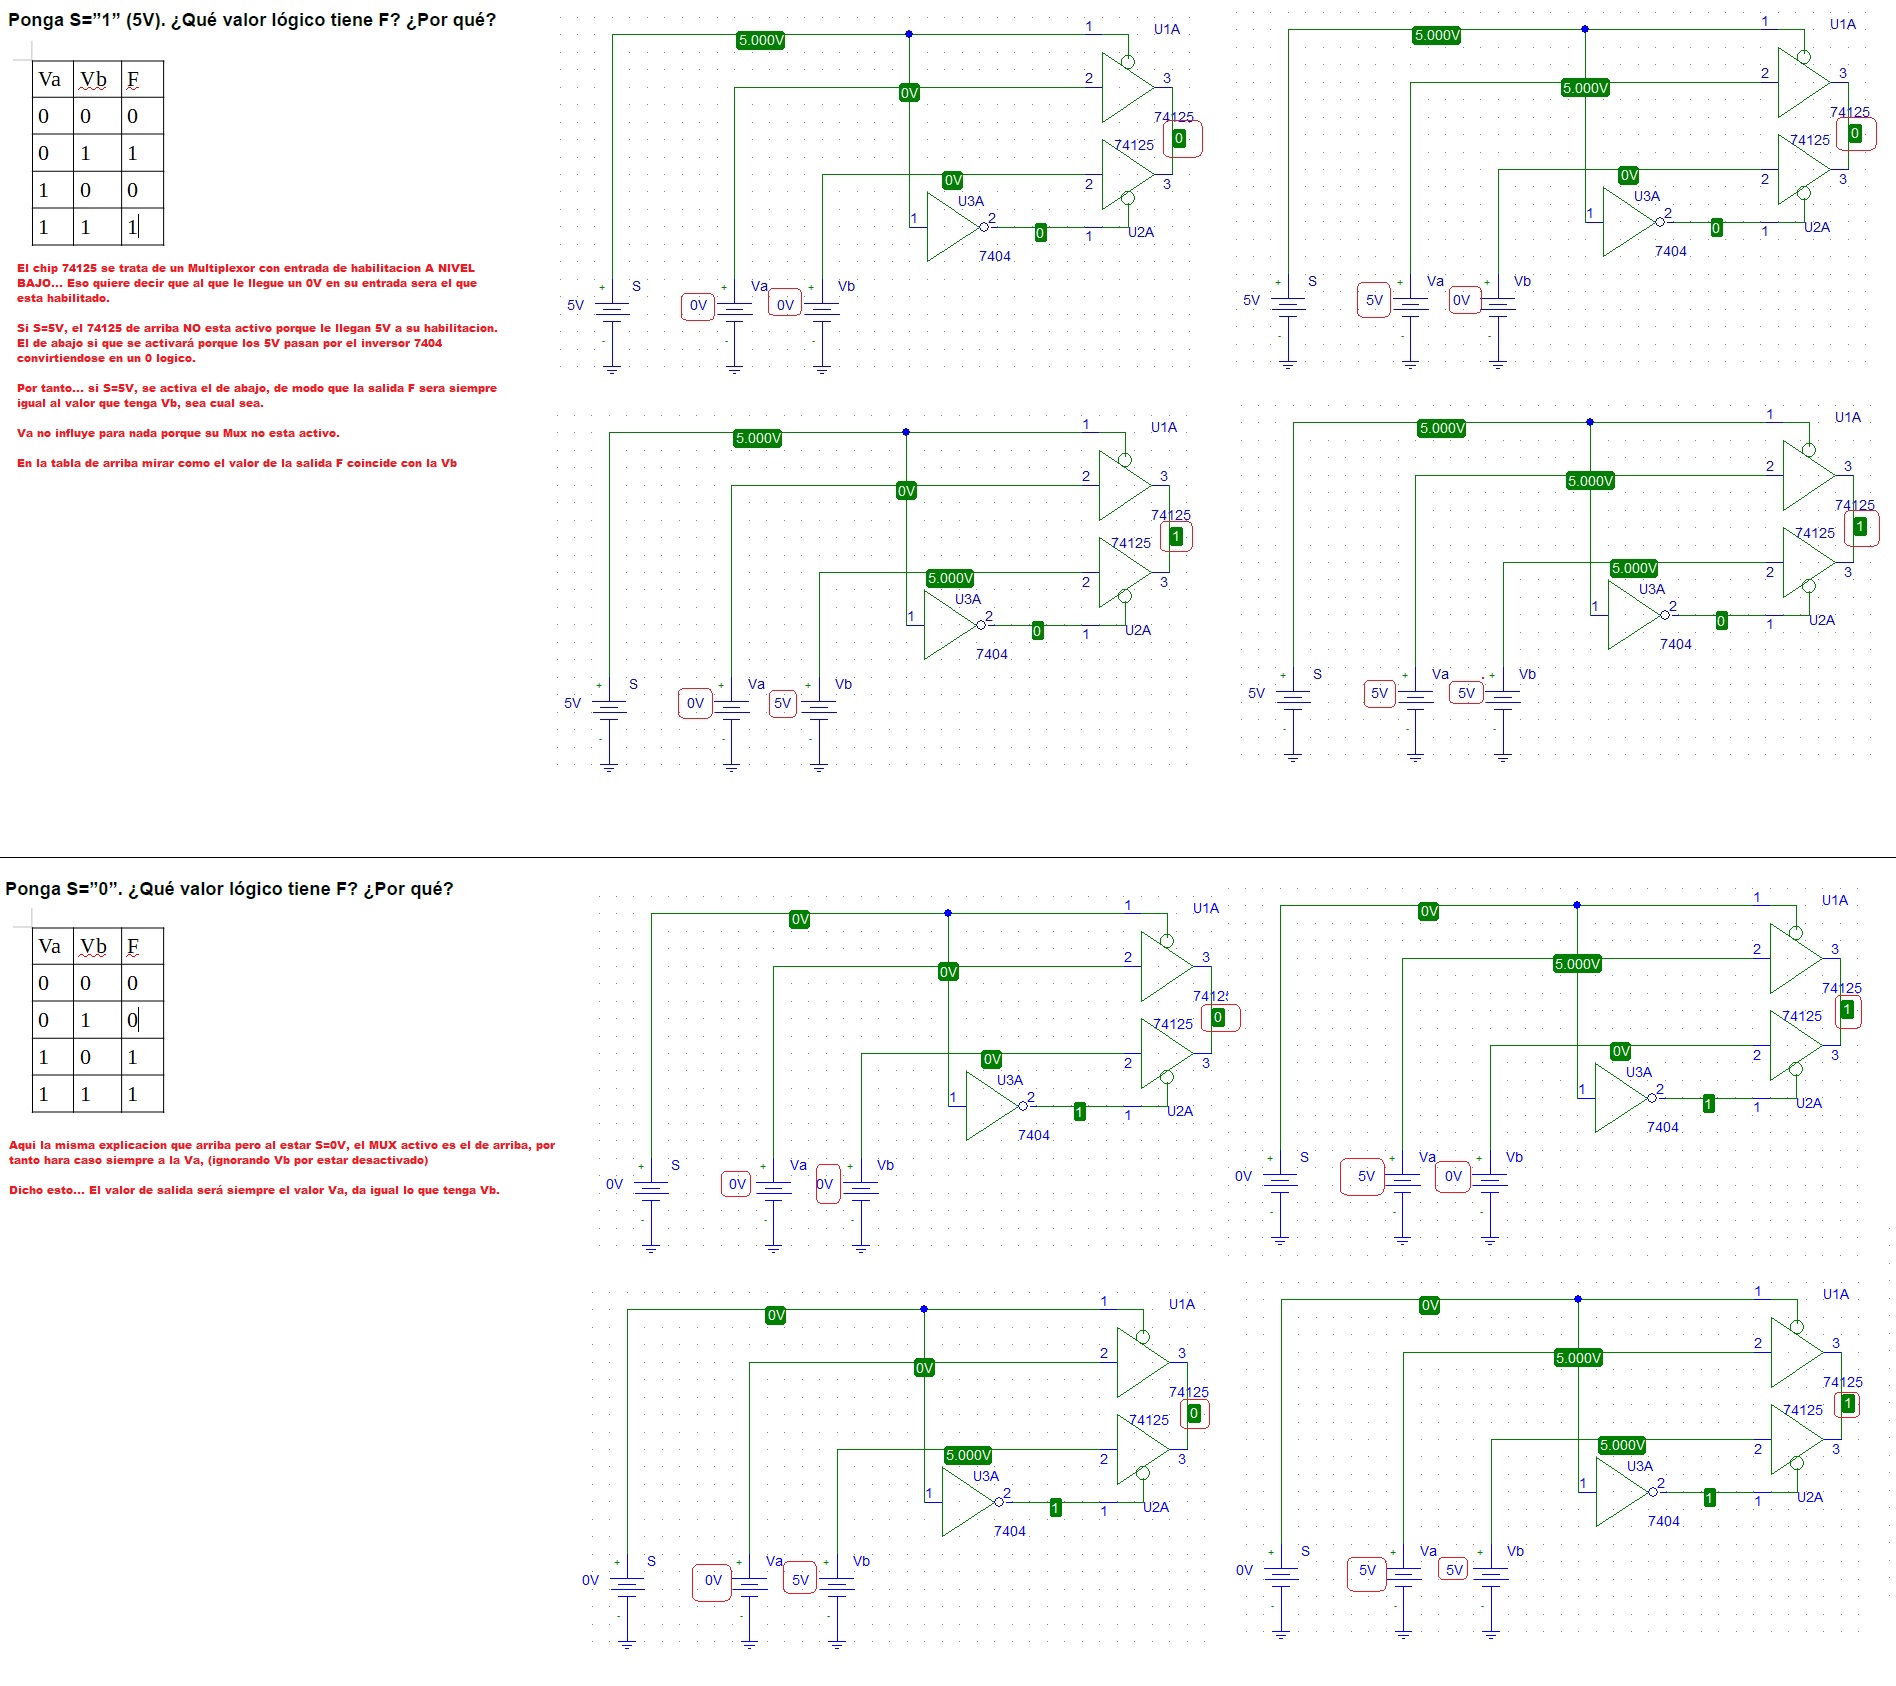 Ponga S="1" (5V). ¿Qué valor lógico tiene F? ¿Por qué?
Va Vb F
0 0 0
0 1 1
1 0 0
1 1 1
El chip 74125 se trata de un Multiplexor con entrada de habilitacion A NIVEL
BAJO... Eso quiere decir que al que le llegue un 0V en su entrada sera el que
esta habilitado.
Si S=5V, el 74125 de arriba NO esta activo porque le llegan 5V a su habilitacion.
El de abajo si que se activará porque los 5V pasan por el inversor 7404
convirtiendose en un 0 logico.
Por tanto... si S=5V, se activa el de abajo, de modo que la salida F sera siempre
igual al valor que tenga Vb, sea cual sea.
Va no influye para nada porque su Mux no esta activo.
En la tabla de arriba mirar como el valor de la salida F coincide con la Vb
1 U1A
5.000V
2 3
0V
74125
0
74125
0V 2 3
U3A
1 2
0 1 U2A
7404
+ S + Va + Vb
5V 0V 0V
- - -
1 U1A
5.000V
2 3
5.000V
74125
0
74125
0V 2 3
U3A
1 2
0 1 U2A
7404
+ S + Va + Vb
5V 5V 0V
- - -
1 U1A
5.000V
2 3
0V
74125
1
74125
5.000V 2 3
U3A
1 2
0 1 U2A
7404
+ S + Va + Vb
5V 0V 5V
- - -
1 U1A
5.000V
2 3
5.000V
74125
1
74125
5.000V 2 3
U3A
1 2
0 1 U2A
7404
+ S + Va + Vb
5V 5V 5V
- - -
Ponga S="0". ¿Qué valor lógico tiene F? ¿Por qué?
Va Vb F
0 0 0
0 1 0
1 0 1
1 1 1
Aqui la misma explicacion que arriba pero al estar S=0V, el MUX activo es el de arriba, por
tanto hara caso siempre a la Va, (ignorando Vb por estar desactivado)
Dicho esto... El valor de salida será siempre el valor Va, da igual lo que tenga Vb.
1 U1A
0V
2 3
0V
7412
0
74125
0V 2 3
U3A
1 2
1 1 U2A
7404
+ S + Va + Vb
0V 0V 0V
- - -
1 U1A
0V
2 3
5.000V
74125
1
74125
0V 2 3
U3A
1 2
1 1 U2A
7404
+ S + Va + Vb
0V 5V 0V
- - -
1 U1A
0V
2 3
0V
74125
0
74125
5.000V 2 3
U3A
1 2
1 1 U2A
7404
+ S + Va + Vb
0V 0V 5V
- - -
1 U1A
0V
2 3
5.000V
74125
1
74125
5.000V 2 3
U3A
1 2
1 1 U2A
7404
+ S + Va + Vb
0V 5V 5V
- - -